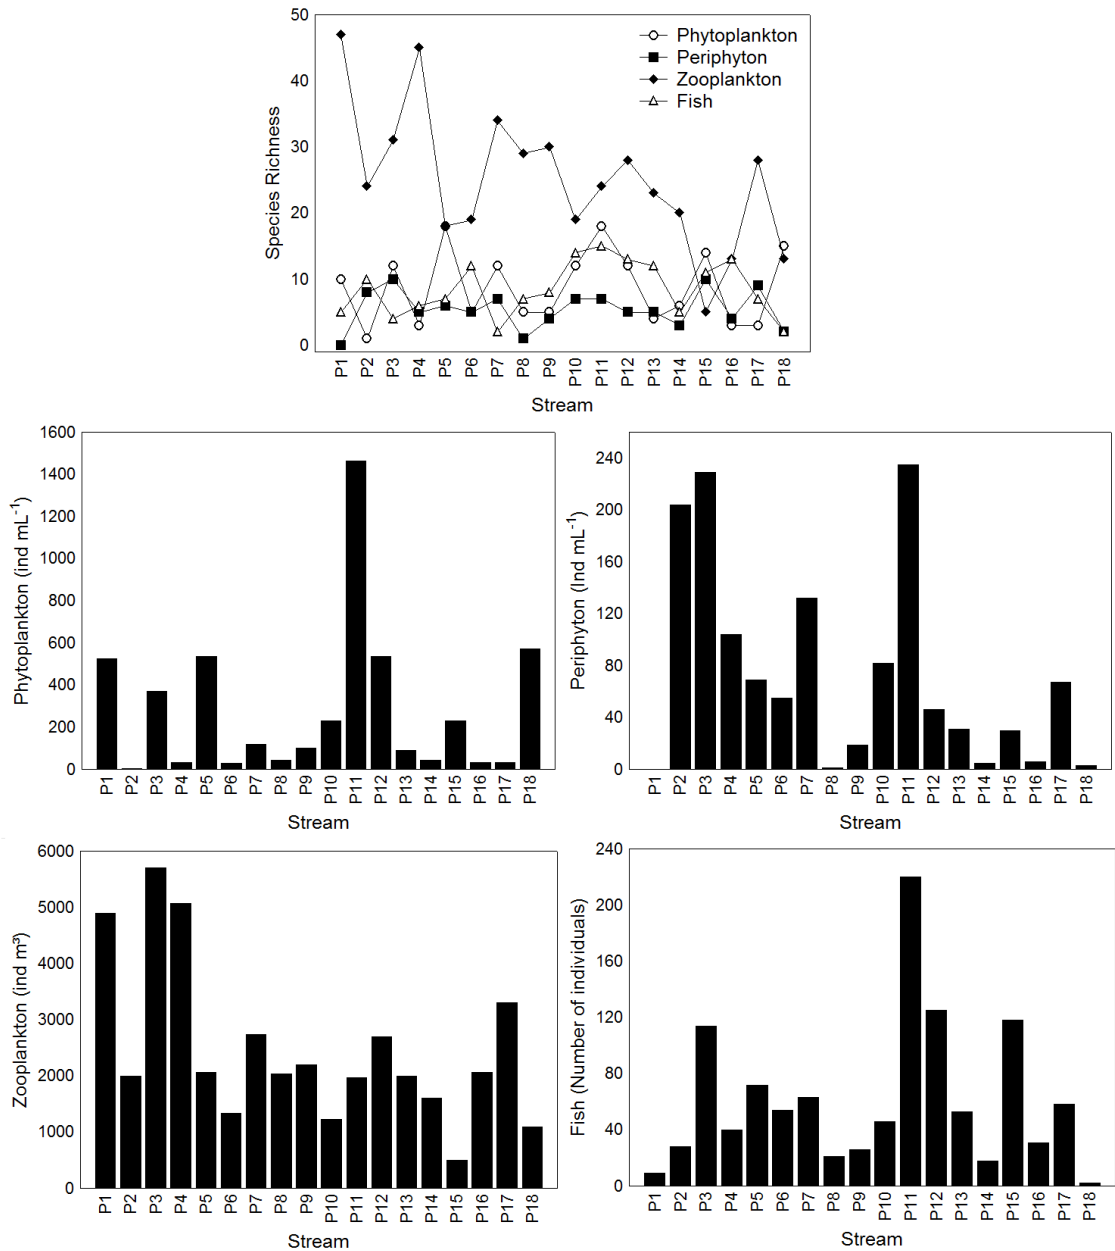 50
40
30
20
10
0
Species Richness
Phytoplankton
Periphyton
Zooplankton
Fish
P1 P2 P3 P4 P5 P6 P7 P8 P9 P10 P11 P12 P13 P14 P15 P16 P17 P18
Stream
1600
1400
1200
1000
800
600
400
200
0
Phytoplankton (ind mL⁻¹)
P1 P2 P3 P4 P5 P6 P7 P8 P9 P10 P11 P12 P13 P14 P15 P16 P17 P18
Stream
240
200
160
120
80
40
0
Periphyton (Ind mL⁻¹)
P1 P2 P3 P4 P5 P6 P7 P8 P9 P10 P11 P12 P13 P14 P15 P16 P17 P18
Stream
6000
5000
4000
3000
2000
1000
0
Zooplankton (ind m³)
P1 P2 P3 P4 P5 P6 P7 P8 P9 P10 P11 P12 P13 P14 P15 P16 P17 P18
Stream
240
200
160
120
80
40
0
Fish (Number of individuals)
P1 P2 P3 P4 P5 P6 P7 P8 P9 P10 P11 P12 P13 P14 P15 P16 P17 P18
Stream